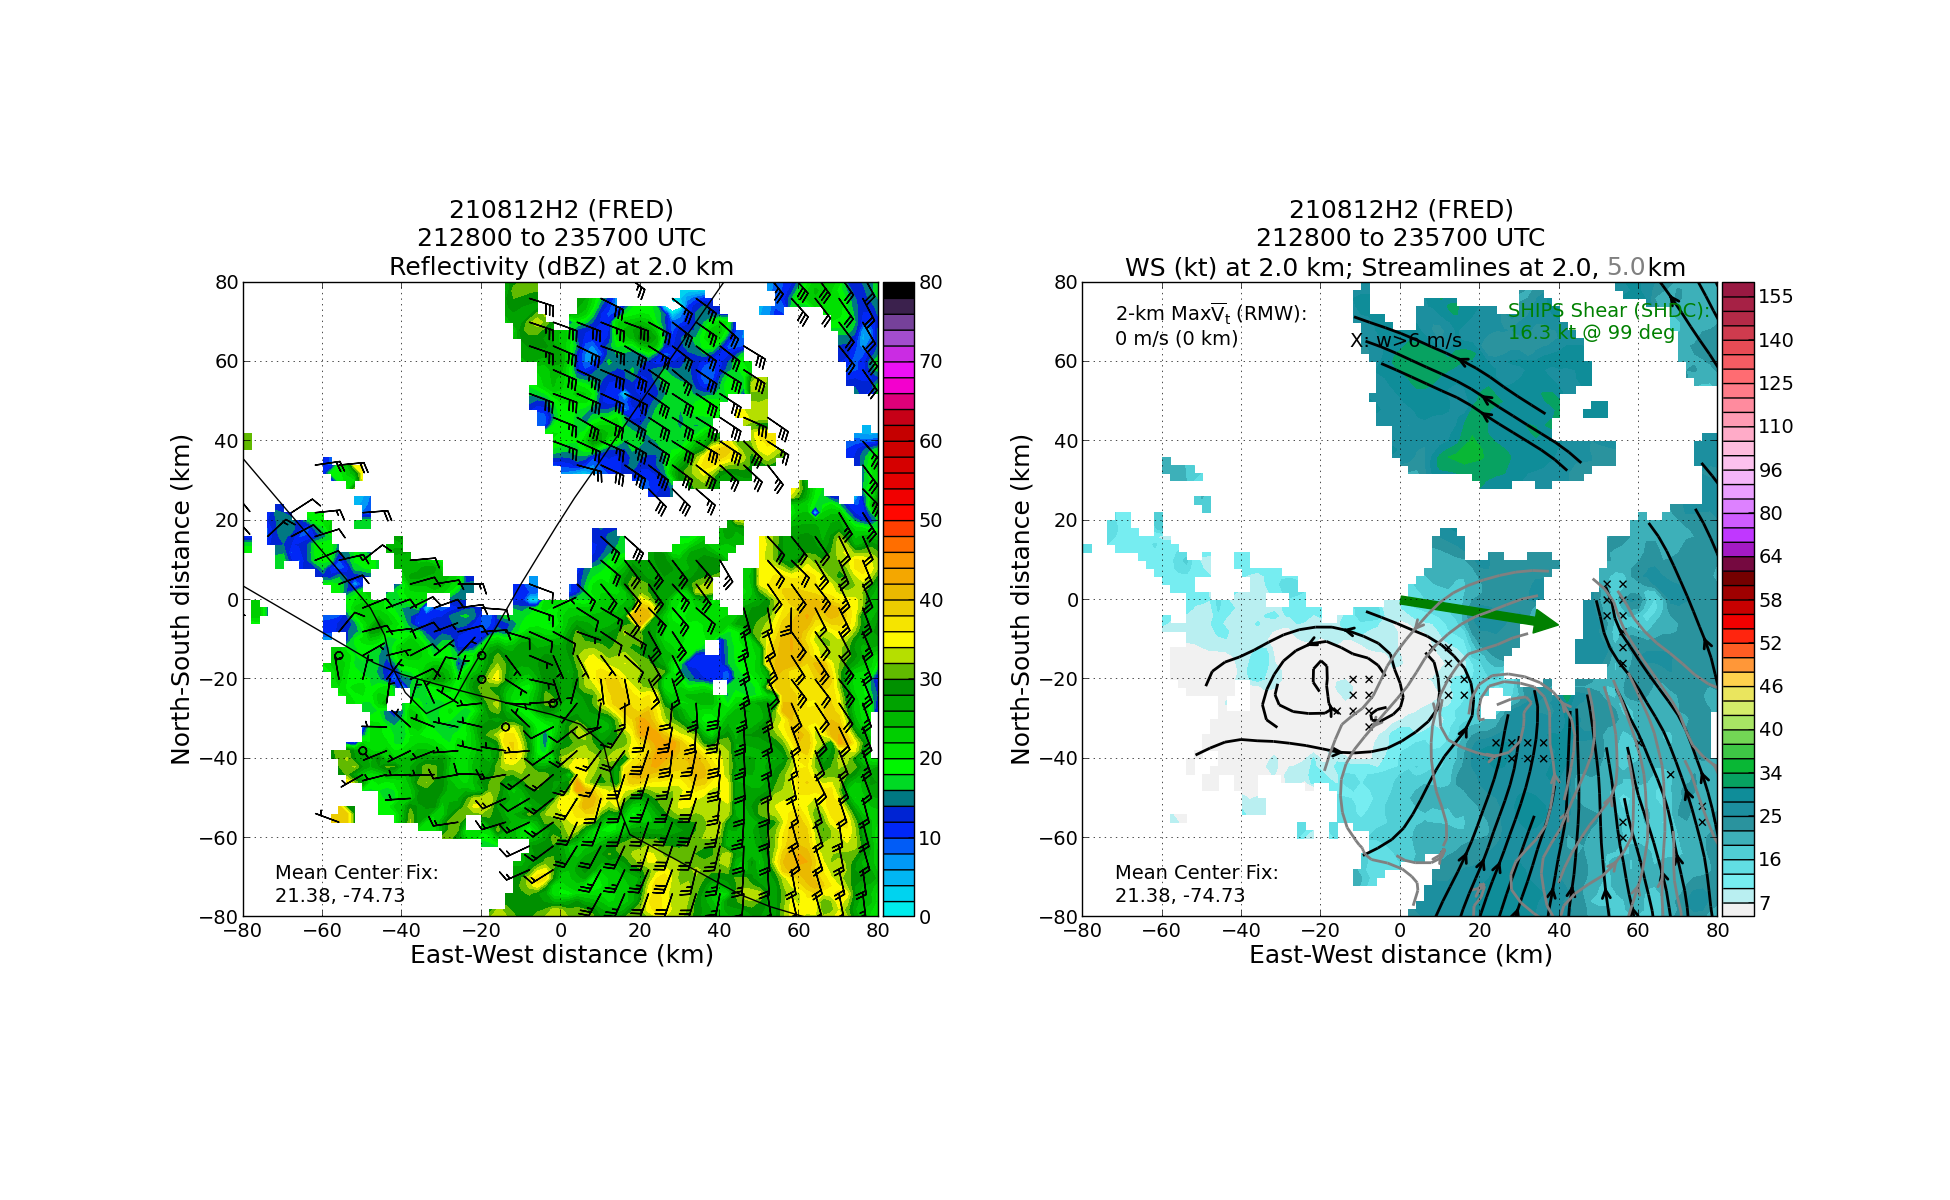 210812H2 (FRED)
212800 to 235700 UTC
Reflectivity (dBZ) at 2.0 km
80
60
40
20
0
−20
−40
−60
−80
North-South distance (km)
−80 −60 −40 −20 0 20 40 60 80
East-West distance (km)
Mean Center Fix:
21.38, -74.73
80
70
60
50
40
30
20
10
0
210812H2 (FRED)
212800 to 235700 UTC
WS (kt) at 2.0 km; Streamlines at 2.0, 5.0 km
2-km Max V̅t (RMW):
0 m/s (0 km)
X: w>6 m/s
SHIPS Shear (SHDC):
16.3 kt @ 99 deg
80
60
40
20
0
−20
−40
−60
−80
North-South distance (km)
−80 −60 −40 −20 0 20 40 60 80
East-West distance (km)
Mean Center Fix:
21.38, -74.73
155
140
125
110
96
80
64
58
52
46
40
34
25
16
7